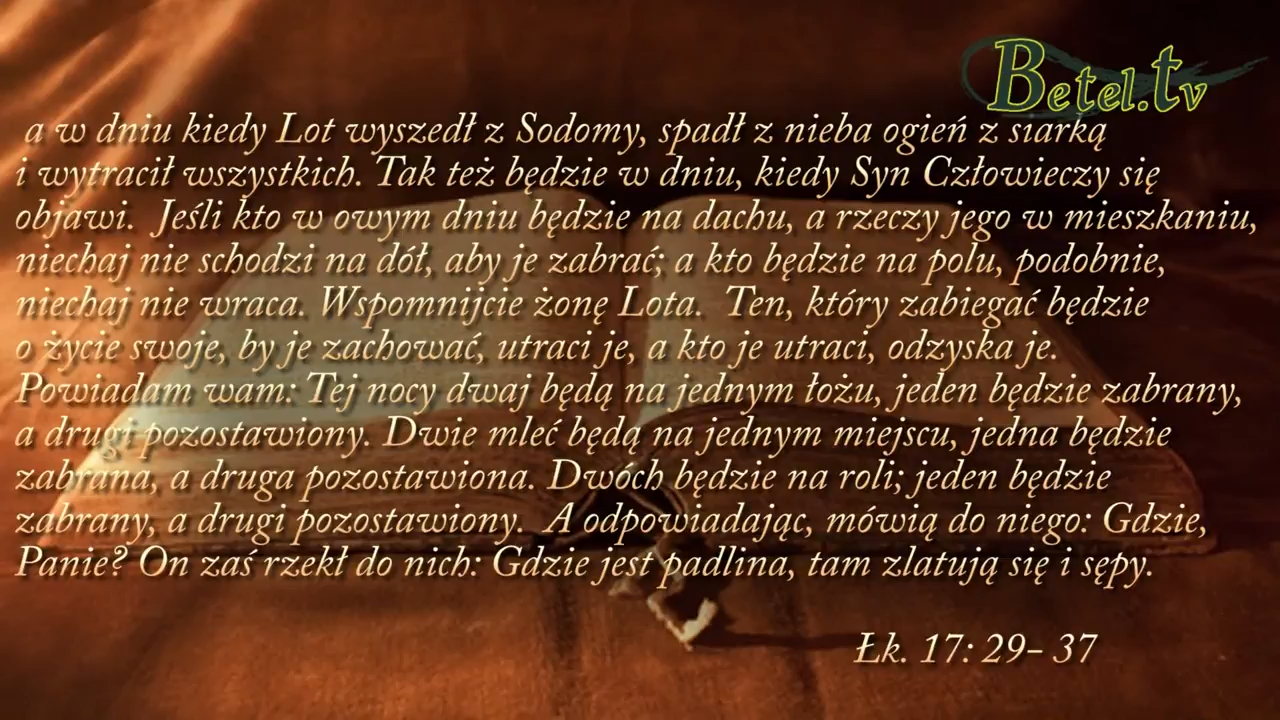 Betel.tv
a w dniu kiedy Lot wyszedł z Sodomy, spadł z nieba ogień z siarką
i wytracił wszystkich. Tak też będzie w dniu, kiedy Syn Człowieczy się
objawi. Jeśli kto w owym dniu będzie na dachu, a rzeczy jego w mieszkaniu,
niechaj nie schodzi na dół, aby je zabrać; a kto będzie na polu, podobnie,
niechaj nie wraca. Wspomnijcie żonę Lota. Ten, który zabiegać będzie
o życie swoje, by je zachować, utraci je, a kto je utraci, odzyska je.
Powiadam wam: Tej nocy dwaj będą na jednym łożu, jeden będzie zabrany,
a drugi pozostawiony. Dwie mleć będą na jednym miejscu, jedna będzie
zabrana, a druga pozostawiona. Dwóch będzie na roli; jeden będzie
zabrany, a drugi pozostawiony. A odpowiadając, mówią do niego: Gdzie,
Panie? On zaś rzekł do nich: Gdzie jest padlina, tam zlatują się i sępy.
Łk. 17: 29- 37